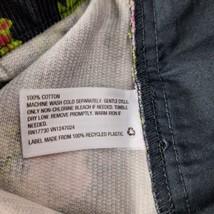 100% COTTON
MACHINE WASH COLD SEPARATELY, GENTLE CYCLE.
ONLY NON-CHLORINE BLEACH IF NEEDED. TUMBLE
DRY LOW. REMOVE PROMPTLY. WARM IRON IF
NEEDED.
RN17730 VN1247024
LABEL MADE FROM 100% RECYCLED PLASTIC